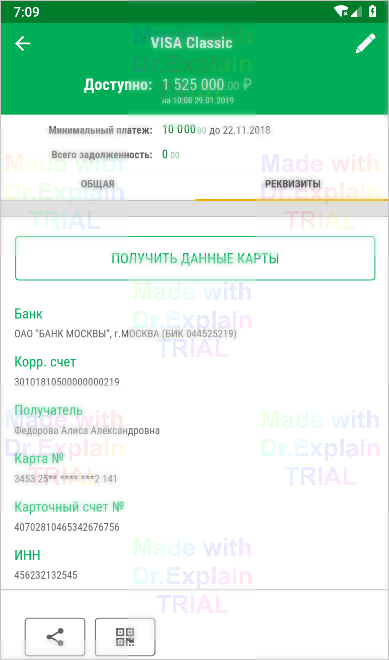 7:09
VISA Classic
Доступно: 1 525 000.00 ₽
на 10:08 29.01.2019
Минимальный платеж: 10 000.00 до 22.11.2018
Всего задолженность: 0.00
ОБЩАЯ РЕКВИЗИТЫ
ПОЛУЧИТЬ ДАННЫЕ КАРТЫ
Банк
ОАО "БАНК МОСКВЫ", г.МОСКВА (БИК 044525219)
Корр. счет
30101810500000000219
Получатель
Федорова Алиса Александровна
Карта №
3453 25** **** ***2 141
Карточный счет №
40702810465342676756
ИНН
456232132545
Made with
Dr.Explain
TRIAL
Made with
Dr.Explain
TRIAL
Made with
Dr.Explain
TRIAL
Made with
Dr.Explain
TRIAL
Made with
Dr.Explain
TRIAL
Made with
Dr.Explain
TRIAL
Made with
Dr.Explain
TRIAL